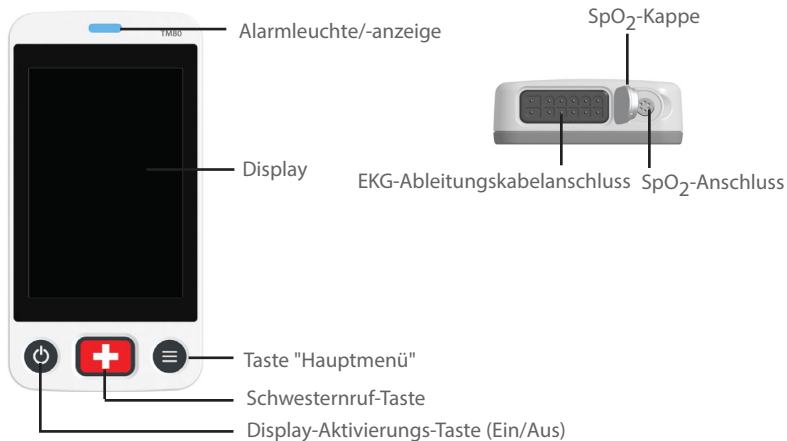 TM80
Alarmleuchte/-anzeige
Display
Taste "Hauptmenü"
Schwesternruf-Taste
Display-Aktivierungs-Taste (Ein/Aus)
SpO2-Kappe
EKG-Ableitungskabelanschluss SpO2-Anschluss